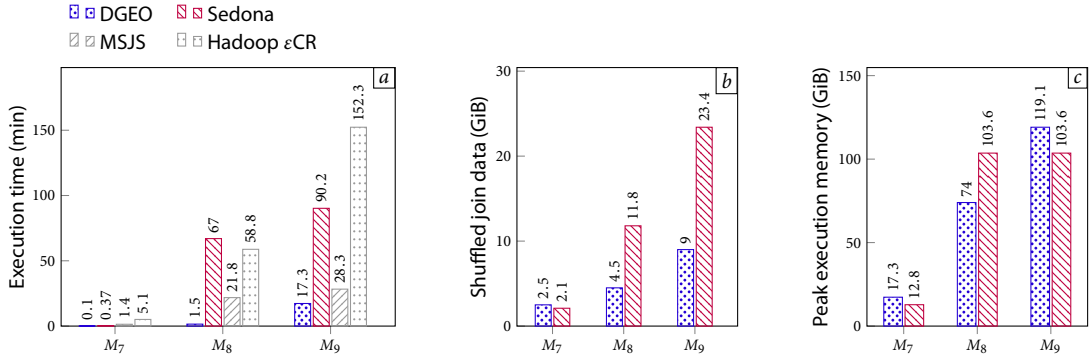 DGEO Sedona
MSJS Hadoop εCR
a
Execution time (min)
150
100
50
0
0.1 0.37 1.4 5.1
1.5 67 21.8 58.8
17.3 90.2 28.3 152.3
M7 M8 M9
b
Shuffled join data (GiB)
30
20
10
0
2.5 2.1
4.5 11.8
9 23.4
M7 M8 M9
c
Peak execution memory (GiB)
150
100
50
0
17.3 12.8
74 103.6
119.1 103.6
M7 M8 M9